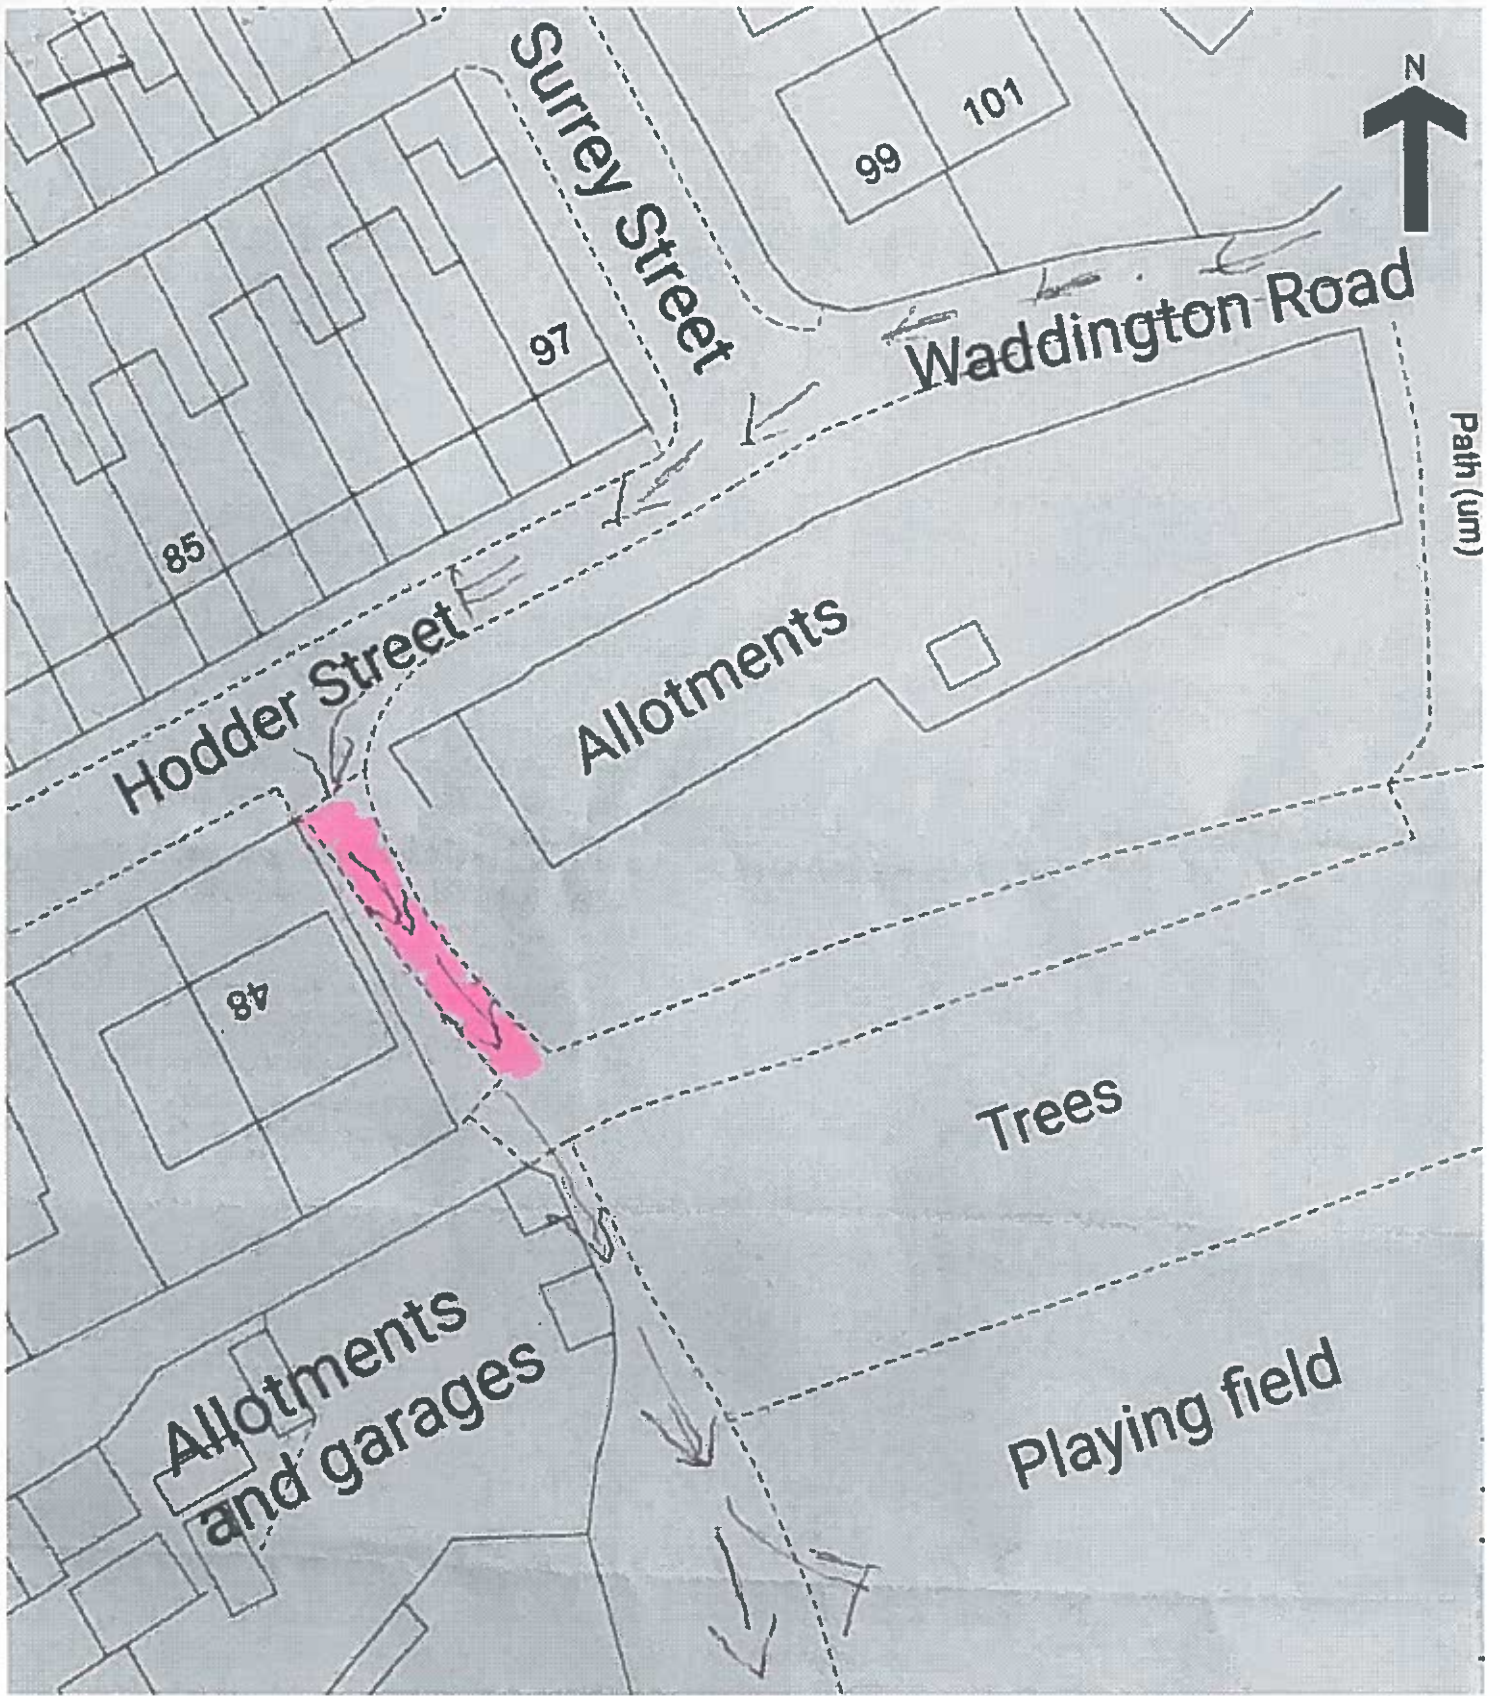 Surrey Street
101
99
N
Waddington Road
97
Path (um)
85
Allotments
Hodder Street
48
Trees
Allotments
and garages
Playing field